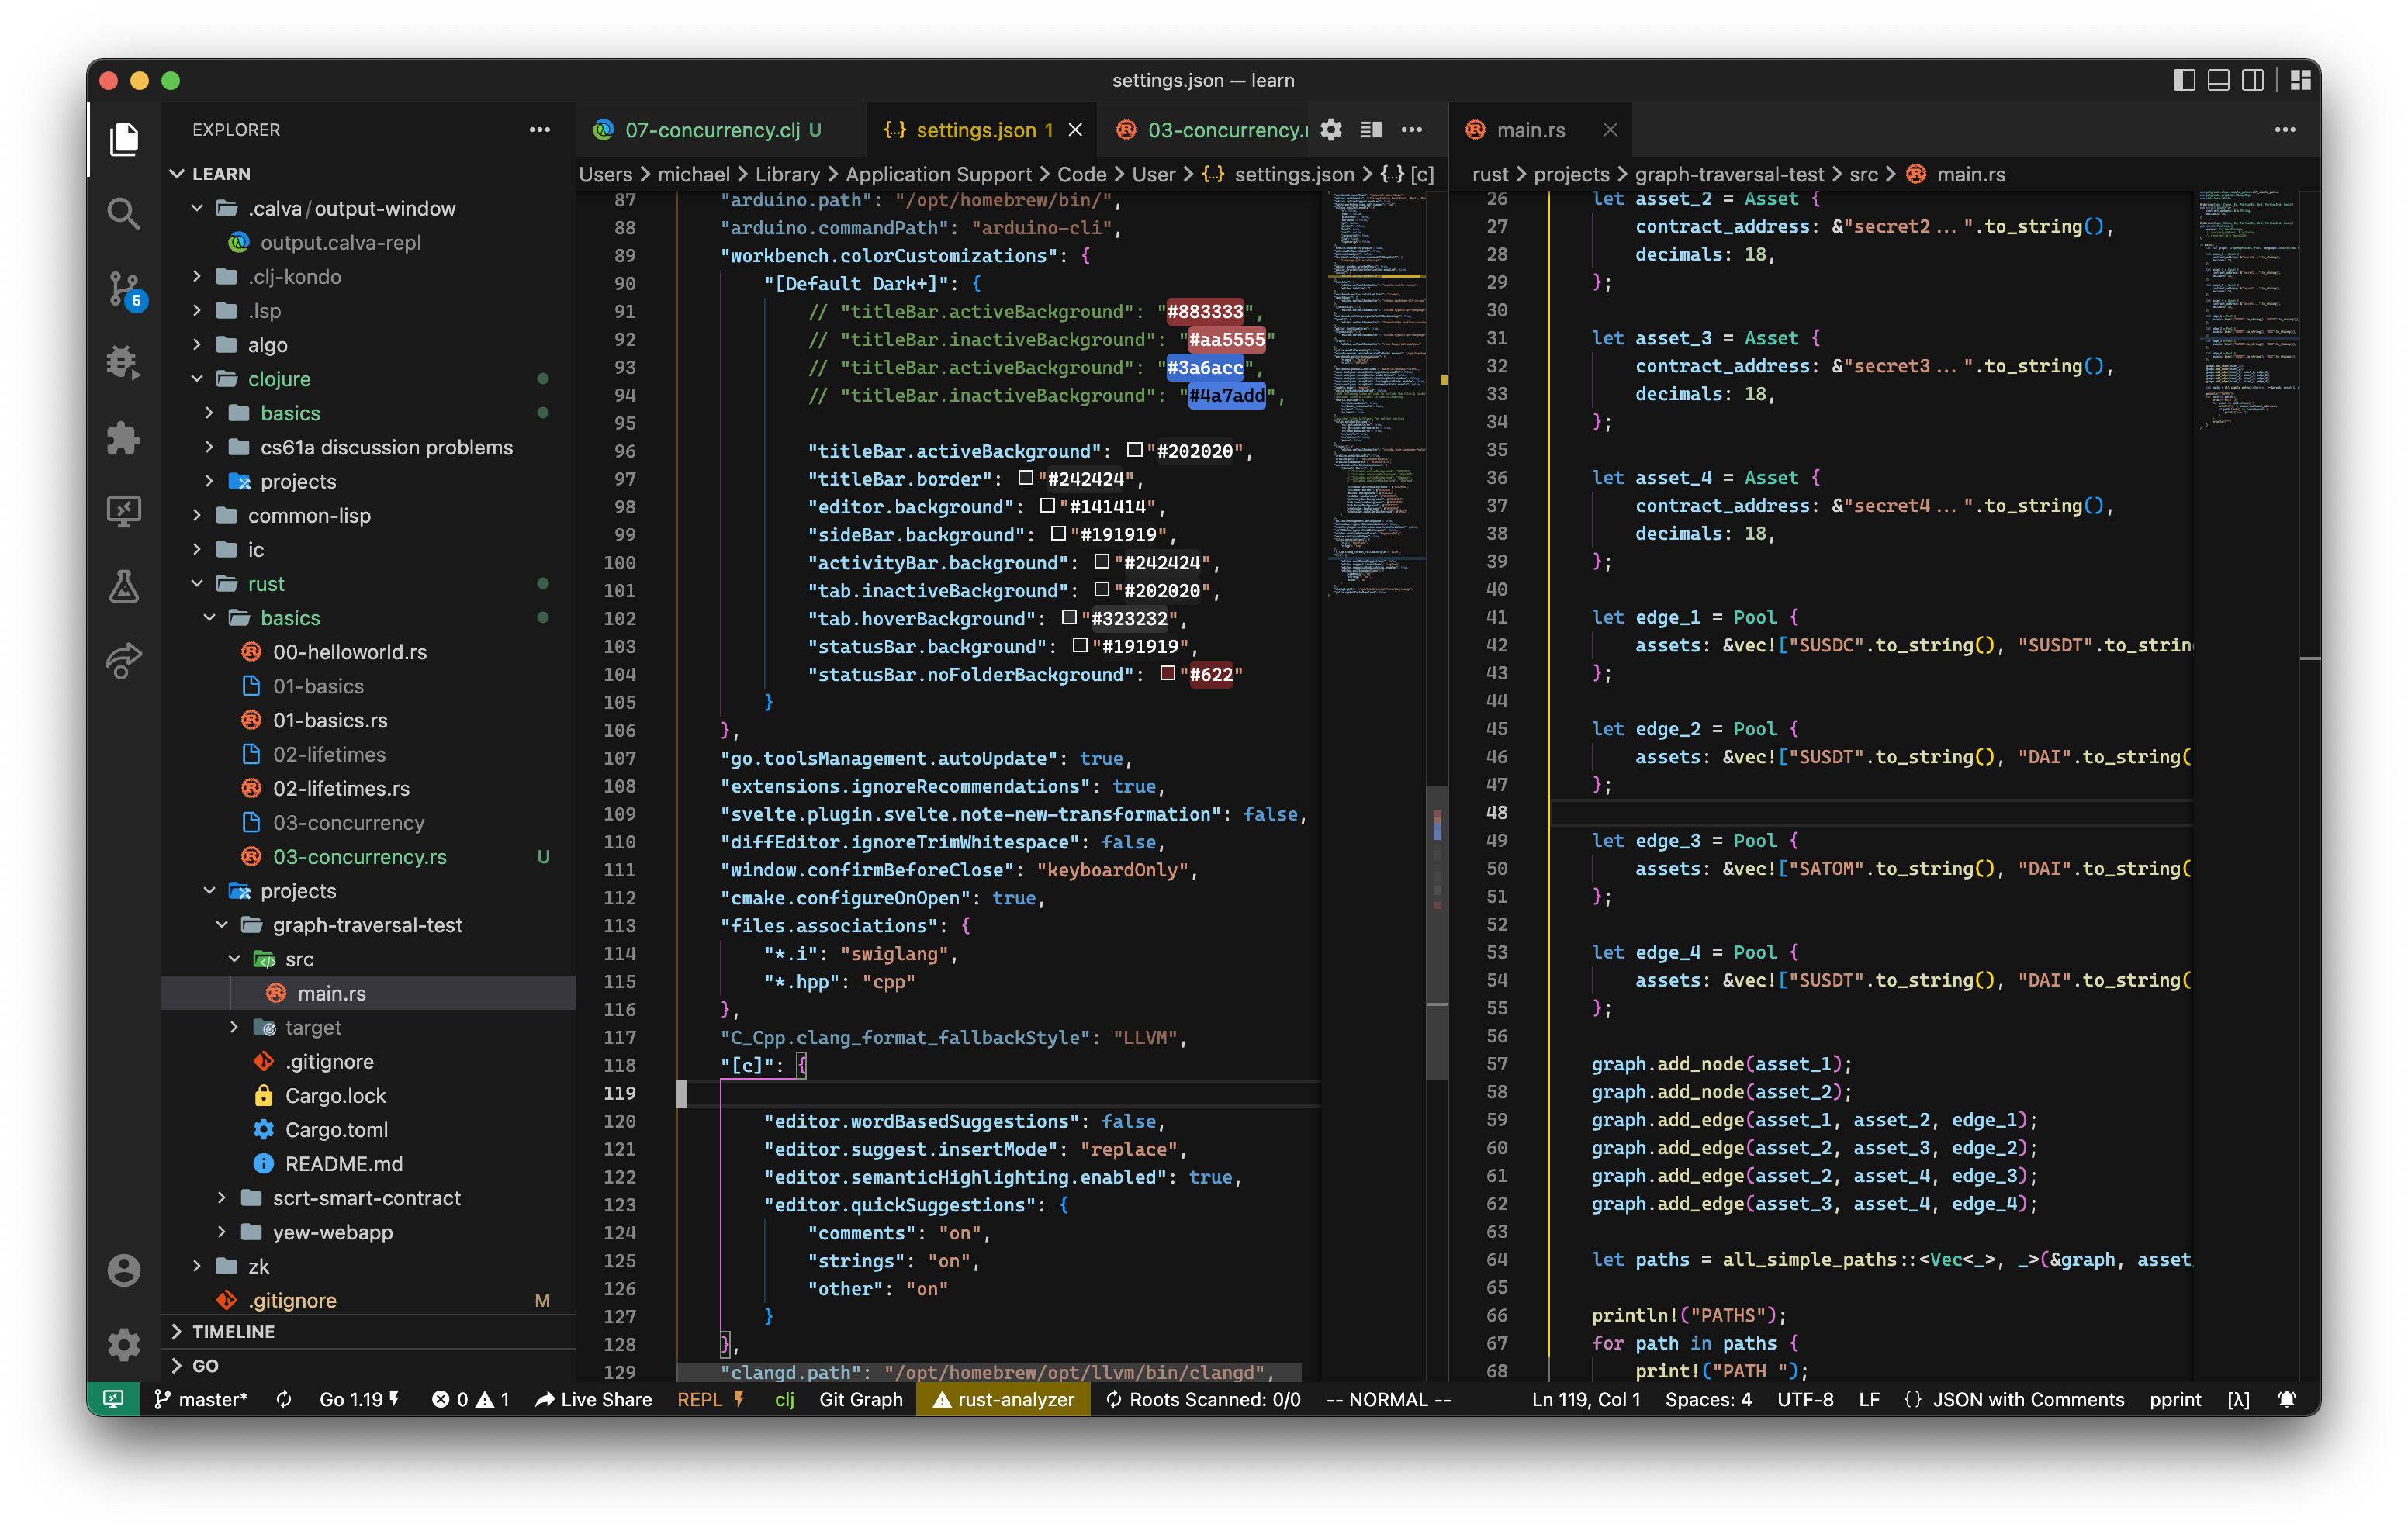 settings.json — learn
EXPLORER
LEARN
.calva/output-window
output.calva-repl
.clj-kondo
.lsp
algo
clojure
basics
cs61a discussion problems
projects
common-lisp
ic
rust
basics
00-helloworld.rs
01-basics
01-basics.rs
02-lifetimes
02-lifetimes.rs
03-concurrency
03-concurrency.rs U
projects
graph-traversal-test
src
main.rs
target
.gitignore
Cargo.lock
Cargo.toml
README.md
scrt-smart-contract
yew-webapp
zk
.gitignore M
TIMELINE
GO
5
07-concurrency.clj U
{..} settings.json 1
03-concurrency.r
Users > michael > Library > Application Support > Code > User > {..} settings.json > {..} [c]
87 "arduino.path": "/opt/homebrew/bin/",
88 "arduino.commandPath": "arduino-cli",
89 "workbench.colorCustomizations": {
90 "[Default Dark+]": {
91 // "titleBar.activeBackground": "#883333",
92 // "titleBar.inactiveBackground": "#aa5555"
93 // "titleBar.activeBackground": "#3a6acc",
94 // "titleBar.inactiveBackground": "#4a7add",
95
96 "titleBar.activeBackground": "#202020",
97 "titleBar.border": "#242424",
98 "editor.background": "#141414",
99 "sideBar.background": "#191919",
100 "activityBar.background": "#242424",
101 "tab.inactiveBackground": "#202020",
102 "tab.hoverBackground": "#323232",
103 "statusBar.background": "#191919",
104 "statusBar.noFolderBackground": "#622"
105 }
106 },
107 "go.toolsManagement.autoUpdate": true,
108 "extensions.ignoreRecommendations": true,
109 "svelte.plugin.svelte.note-new-transformation": false,
110 "diffEditor.ignoreTrimWhitespace": false,
111 "window.confirmBeforeClose": "keyboardOnly",
112 "cmake.configureOnOpen": true,
113 "files.associations": {
114 "*.i": "swiglang",
115 "*.hpp": "cpp"
116 },
117 "C_Cpp.clang_format_fallbackStyle": "LLVM",
118 "[c]": {
119
120 "editor.wordBasedSuggestions": false,
121 "editor.suggest.insertMode": "replace",
122 "editor.semanticHighlighting.enabled": true,
123 "editor.quickSuggestions": {
124 "comments": "on",
125 "strings": "on",
126 "other": "on"
127 }
128 },
129 "clangd.path": "/opt/homebrew/opt/llvm/bin/clangd",
main.rs
rust > projects > graph-traversal-test > src > main.rs
26 let asset_2 = Asset {
27 contract_address: &"secret2...".to_string(),
28 decimals: 18,
29 };
30
31 let asset_3 = Asset {
32 contract_address: &"secret3...".to_string(),
33 decimals: 18,
34 };
35
36 let asset_4 = Asset {
37 contract_address: &"secret4...".to_string(),
38 decimals: 18,
39 };
40
41 let edge_1 = Pool {
42 assets: &vec!["SUSDC".to_string(), "SUSDT".to_strin
43 };
44
45 let edge_2 = Pool {
46 assets: &vec!["SUSDT".to_string(), "DAI".to_string(
47 };
48
49 let edge_3 = Pool {
50 assets: &vec!["SATOM".to_string(), "DAI".to_string(
51 };
52
53 let edge_4 = Pool {
54 assets: &vec!["SUSDT".to_string(), "DAI".to_string(
55 };
56
57 graph.add_node(asset_1);
58 graph.add_node(asset_2);
59 graph.add_edge(asset_1, asset_2, edge_1);
60 graph.add_edge(asset_2, asset_3, edge_2);
61 graph.add_edge(asset_2, asset_4, edge_3);
62 graph.add_edge(asset_3, asset_4, edge_4);
63
64 let paths = all_simple_paths::<Vec<_>, _>(&graph, asset
65
66 println!("PATHS");
67 for path in paths {
68 print!("PATH ");
master* Go 1.19 0 1 Live Share REPL clj Git Graph rust-analyzer Roots Scanned: 0/0 -- NORMAL -- Ln 119, Col 1 Spaces: 4 UTF-8 LF {} JSON with Comments pprint [λ]